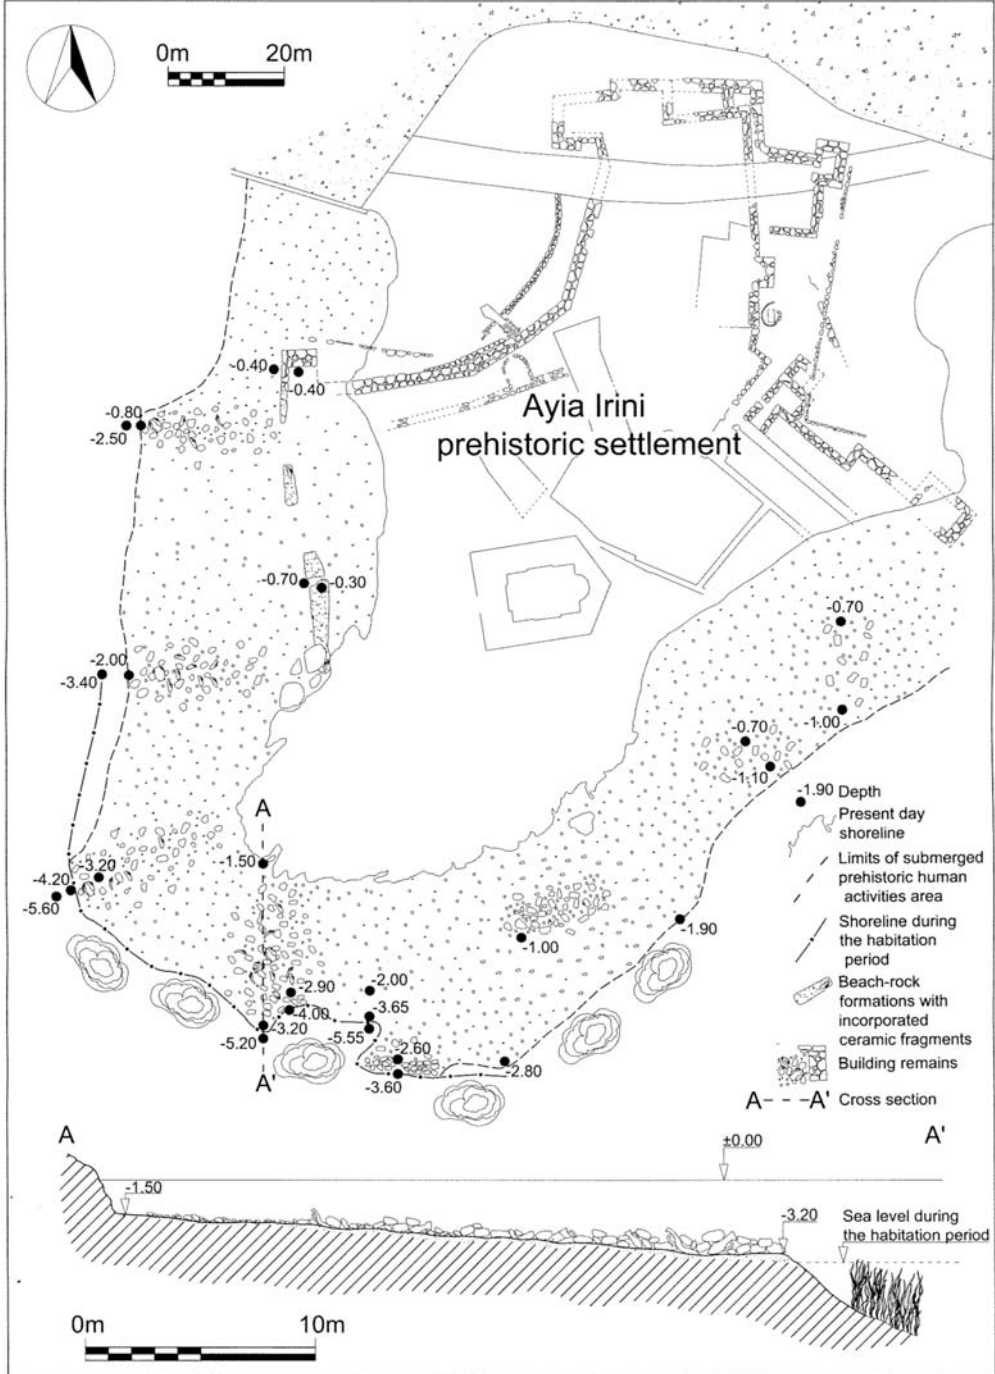 0m 20m
-0.40
-0.40
-0.80
-2.50
Ayia Irini
prehistoric settlement
-0.70 -0.30
-0.70
-2.00
-3.40
-1.00
-0.70
-1.10
A
-1.50
-3.20
-4.20
-5.60
-1.00
-1.90
-2.90
-2.00
-4.00
-3.65
-3.20
-5.55
-5.20
-2.60
-2.80
-3.60
A'
-1.90 Depth
Present day
shoreline
Limits of submerged
prehistoric human
activities area
Shoreline during
the habitation
period
Beach-rock
formations with
incorporated
ceramic fragments
Building remains
A A' Cross section
A A'
±0.00
-1.50
-3.20
Sea level during
the habitation period
0m 10m